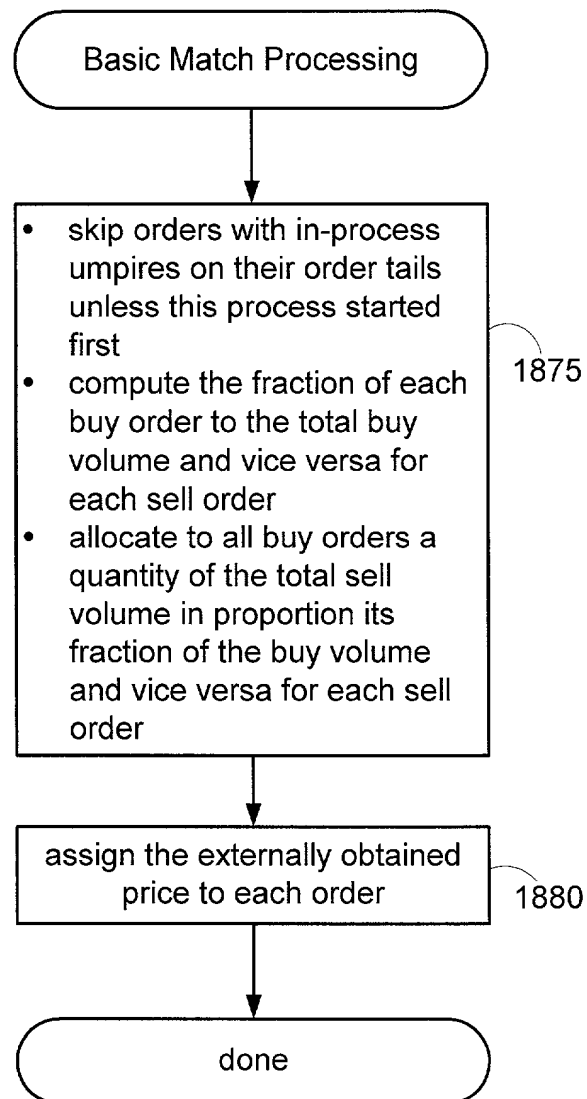 Basic Match Processing
• skip orders with in-process
umpires on their order tails
unless this process started
first
• compute the fraction of each
buy order to the total buy
volume and vice versa for
each sell order
• allocate to all buy orders a
quantity of the total sell
volume in proportion its
fraction of the buy volume
and vice versa for each sell
order
1875
assign the externally obtained
price to each order
1880
done